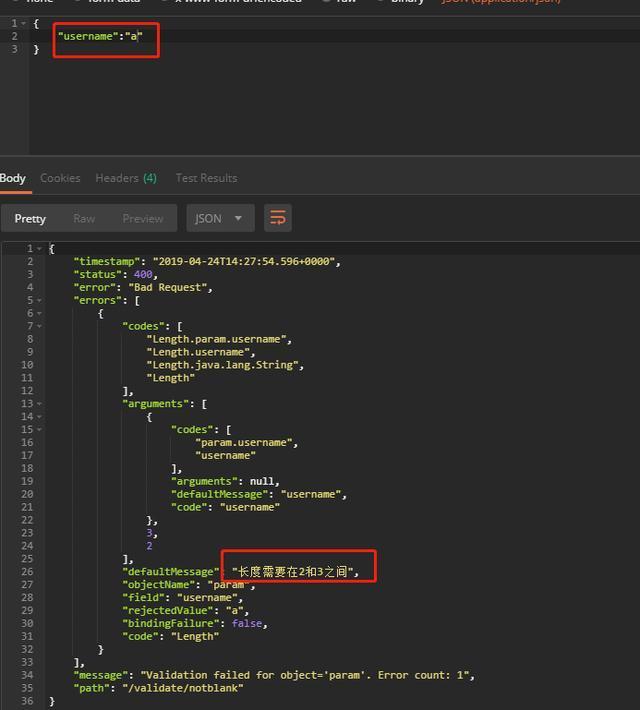 none form-data x-www-form-urlencoded raw binary JSON (application/json)
1 {
2 "username":"a"
3 }
Body Cookies Headers (4) Test Results
Pretty Raw Preview JSON
1 {
2 "timestamp": "2019-04-24T14:27:54.596+0000",
3 "status": 400,
4 "error": "Bad Request",
5 "errors": [
6 {
7 "codes": [
8 "Length.param.username",
9 "Length.username",
10 "Length.java.lang.String",
11 "Length"
12 ],
13 "arguments": [
14 {
15 "codes": [
16 "param.username",
17 "username"
18 ],
19 "arguments": null,
20 "defaultMessage": "username",
21 "code": "username"
22 },
23 3,
24 2
25 ],
26 "defaultMessage": "长度需要在2和3之间",
27 "objectName": "param",
28 "field": "username",
29 "rejectedValue": "a",
30 "bindingFailure": false,
31 "code": "Length"
32 }
33 ],
34 "message": "Validation failed for object='param'. Error count: 1",
35 "path": "/validate/notblank"
36 }